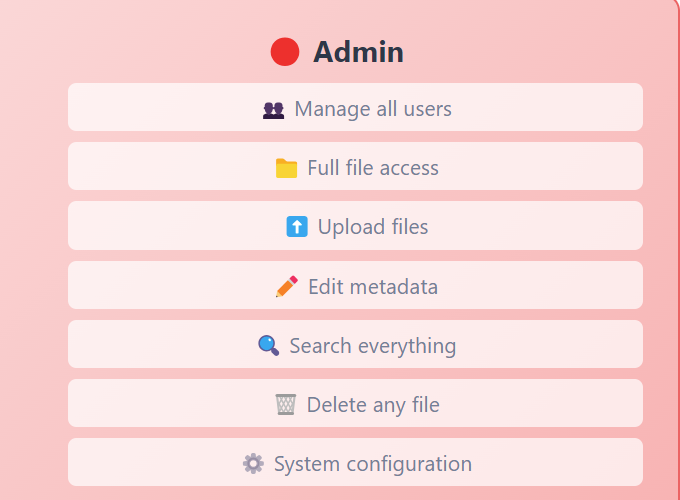 Admin
Manage all users
Full file access
Upload files
Edit metadata
Search everything
Delete any file
System configuration